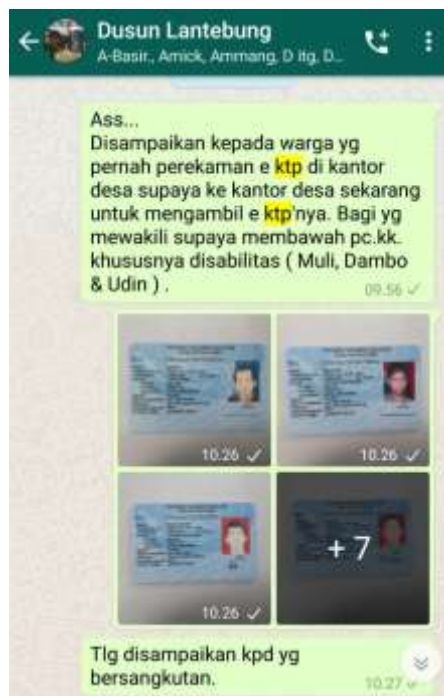 Dusun Lantebung
A-Basir., Amick, Ammang, D itg, D...
Ass...
Disampaikan kepada warga yg
pernah perekaman e ktp di kantor
desa supaya ke kantor desa sekarang
untuk mengambil e ktp'nya. Bagi yg
mewakili supaya membawah pc.kk.
khususnya disabilitas ( Muli, Dambo
& Udin ) .
09.56
10.26
10.26
10.26
+ 7
Tlg disampaikan kpd yg
bersangkutan.
10.27